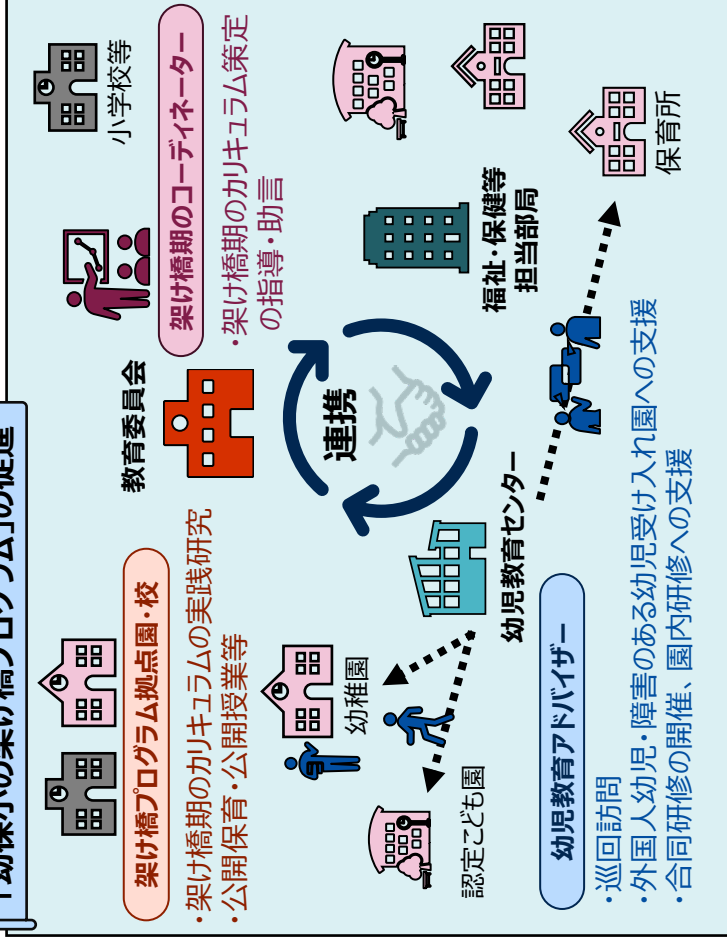 「幼保小の架け橋プログラム」の促進
架け橋プログラム拠点園・校
・架け橋期のカリキュラムの実践研究
・公開保育・公開授業等
教育委員会
小学校等
架け橋期のコーディネーター
・架け橋期のカリキュラム策定
の指導・助言
連携
福祉・保健等
担当部局
保育所
幼稚園
認定こども園
幼児教育センター
幼児教育アドバイザー
・巡回訪問
・外国人幼児・障害のある幼児受け入れ園への支援
・合同研修の開催、園内研修への支援